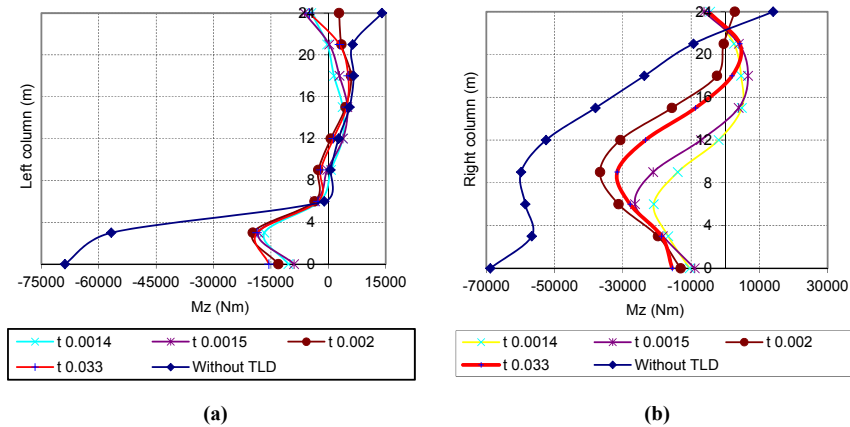 24
20
16
12
8
4
0
Left column (m)
-75000 -60000 -45000 -30000 -15000 0 15000
Mz (Nm)
t 0.0014 t 0.0015 t 0.002
t 0.033 Without TLD
(a)
24
20
16
12
8
4
0
Right column (m)
-70000 -50000 -30000 -10000 10000 30000
Mz (Nm)
t 0.0014 t 0.0015 t 0.002
t 0.033 Without TLD
(b)